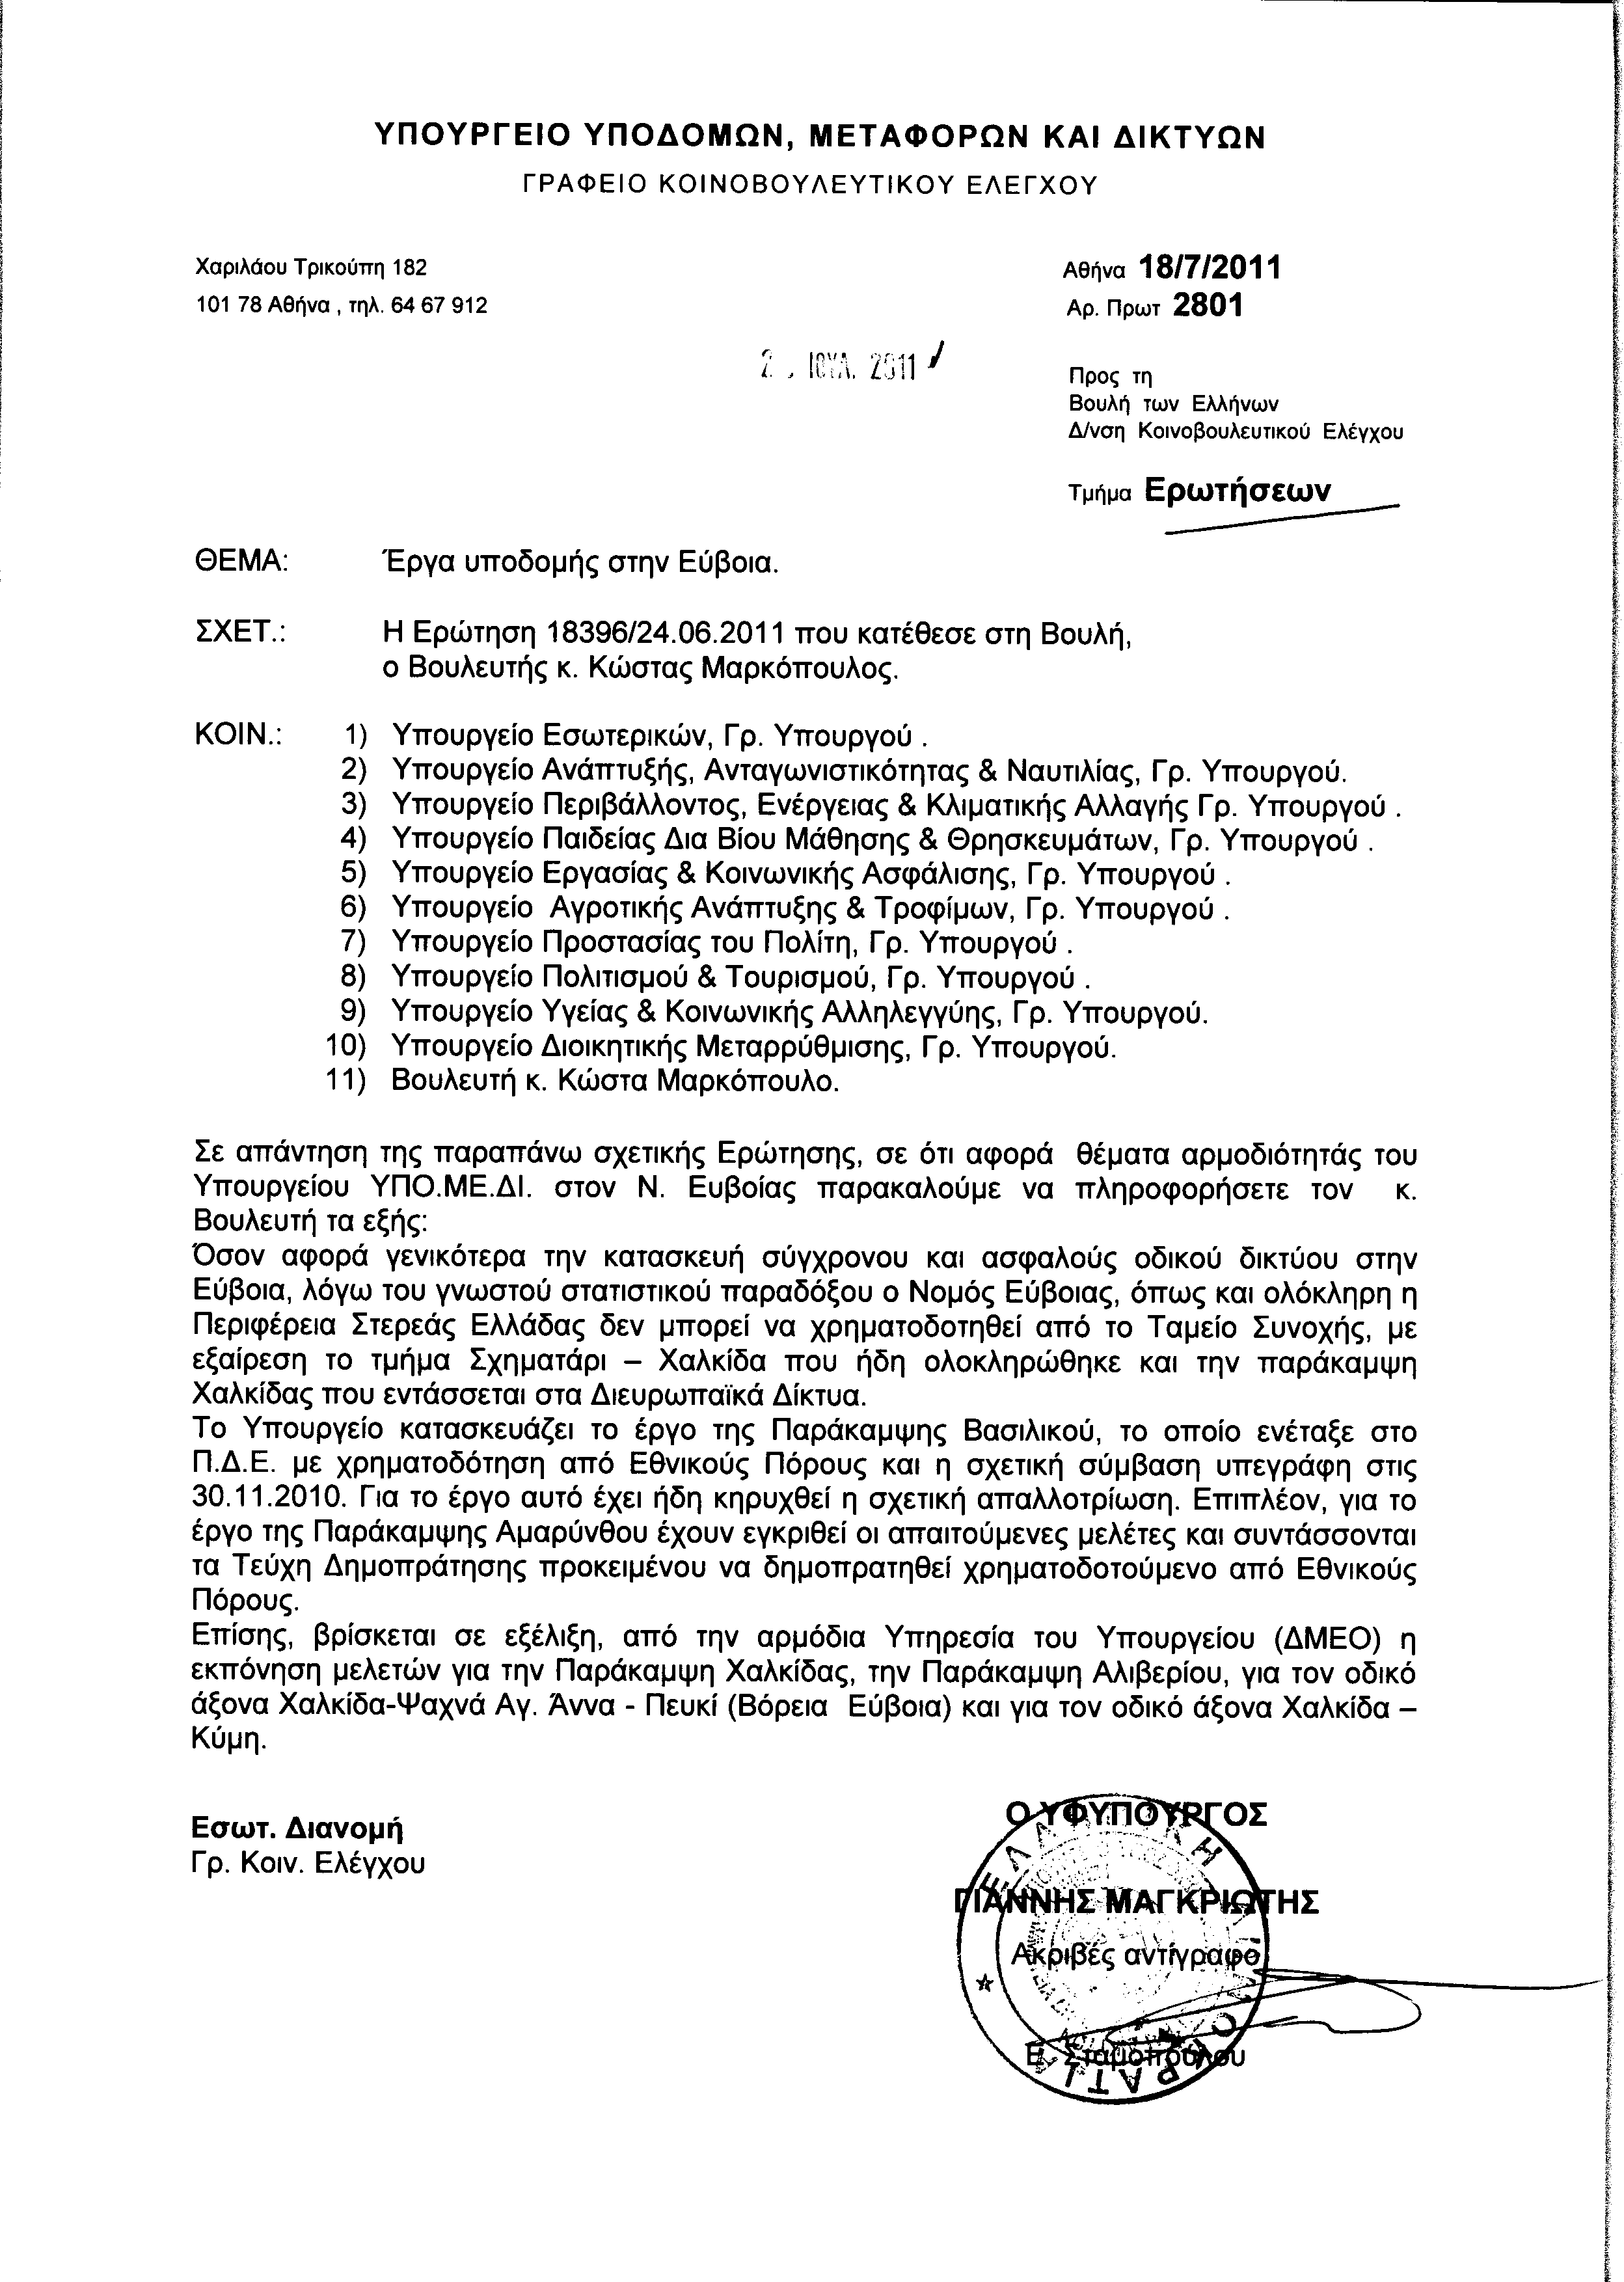 ΥΠΟΥΡΓΕΙΟ ΥΠΟΔΟΜΩΝ, ΜΕΤΑΦΟΡΩΝ ΚΑΙ ΔΙΚΤΥΩΝ
ΓΡΑΦΕΙΟ ΚΟΙΝΟΒΟΥΛΕΥΤΙΚΟΥ ΕΛΕΓΧΟΥ
Χαριλάου Τρικούπη 182
101 78 Αθήνα , τηλ. 64 67 912
Αθήνα 18/7/2011
Αρ. Πρωτ 2801
ΙΟΥΛ. 2011
Προς τη
Βουλή των Ελλήνων
Δ/νση Κοινοβουλευτικού Ελέγχου
Τμήμα Ερωτήσεων
ΘΕΜΑ: Έργα υποδομής στην Εύβοια.
ΣΧΕΤ.: Η Ερώτηση 18396/24.06.2011 που κατέθεσε στη Βουλή,
ο Βουλευτής κ. Κώστας Μαρκόπουλος.
ΚΟΙΝ.: 1) Υπουργείο Εσωτερικών, Γρ. Υπουργού .
2) Υπουργείο Ανάπτυξής, Ανταγωνιστικότητας & Ναυτιλίας, Γρ. Υπουργού.
3) Υπουργείο Περιβάλλοντος, Ενέργειας & Κλιματικής Αλλαγής Γρ. Υπουργού .
4) Υπουργείο Παιδείας Δια Βίου Μάθησης & Θρησκευμάτων, Γρ. Υπουργού .
5) Υπουργείο Εργασίας & Κοινωνικής Ασφάλισης, Γρ. Υπουργού .
6) Υπουργείο Αγροτικής Ανάπτυξης & Τροφίμων, Γρ. Υπουργού .
7) Υπουργείο Προστασίας του Πολίτη, Γρ. Υπουργού .
8) Υπουργείο Πολιτισμού & Τουρισμού, Γρ. Υπουργού .
9) Υπουργείο Υγείας & Κοινωνικής Αλληλεγγύης, Γρ. Υπουργού.
10) Υπουργείο Διοικητικής Μεταρρύθμισης, Γρ. Υπουργού.
11) Βουλευτή κ. Κώστα Μαρκόπουλο.
Σε απάντηση της παραπάνω σχετικής Ερώτησης, σε ότι αφορά θέματα αρμοδιότητάς του
Υπουργείου ΥΠΟ.ΜΕ.ΔΙ. στον Ν. Ευβοίας παρακαλούμε να πληροφορήσετε τον κ.
Βουλευτή τα εξής:
Όσον αφορά γενικότερα την κατασκευή σύγχρονου και ασφαλούς οδικού δικτύου στην
Εύβοια, λόγω του γνωστού στατιστικού παραδόξου ο Νομός Εύβοιας, όπως και ολόκληρη η
Περιφέρεια Στερεάς Ελλάδας δεν μπορεί να χρηματοδοτηθεί από το Ταμείο Συνοχής, με
εξαίρεση το τμήμα Σχηματάρι – Χαλκίδα που ήδη ολοκληρώθηκε και την παράκαμψη
Χαλκίδας που εντάσσεται στα Διευρωπαϊκά Δίκτυα.
Το Υπουργείο κατασκευάζει το έργο της Παράκαμψης Βασιλικού, το οποίο ενέταξε στο
Π.Δ.Ε. με χρηματοδότηση από Εθνικούς Πόρους και η σχετική σύμβαση υπεγράφη στις
30.11.2010. Για το έργο αυτό έχει ήδη κηρυχθεί η σχετική απαλλοτρίωση. Επιπλέον, για το
έργο της Παράκαμψης Αμαρύνθου έχουν εγκριθεί οι απαιτούμενες μελέτες και συντάσσονται
τα Τεύχη Δημοπράτησης προκειμένου να δημοπρατηθεί χρηματοδοτούμενο από Εθνικούς
Πόρους.
Επίσης, βρίσκεται σε εξέλιξη, από την αρμόδια Υπηρεσία του Υπουργείου (ΔΜΕΟ) η
εκπόνηση μελετών για την Παράκαμψη Χαλκίδας, την Παράκαμψη Αλιβερίου, για τον οδικό
άξονα Χαλκίδα-Ψαχνά Αγ. Άννα - Πευκί (Βόρεια Εύβοια) και για τον οδικό άξονα Χαλκίδα –
Κύμη.
Εσωτ. Διανομή
Γρ. Κοιν. Ελέγχου
Ο ΥΦΥΠΟΥΡΓΟΣ
ΓΙΑΝΝΗΣ ΜΑΓΚΡΙΩΤΗΣ
Ακριβές αντίγραφο
Ε. Σταμοπούλου